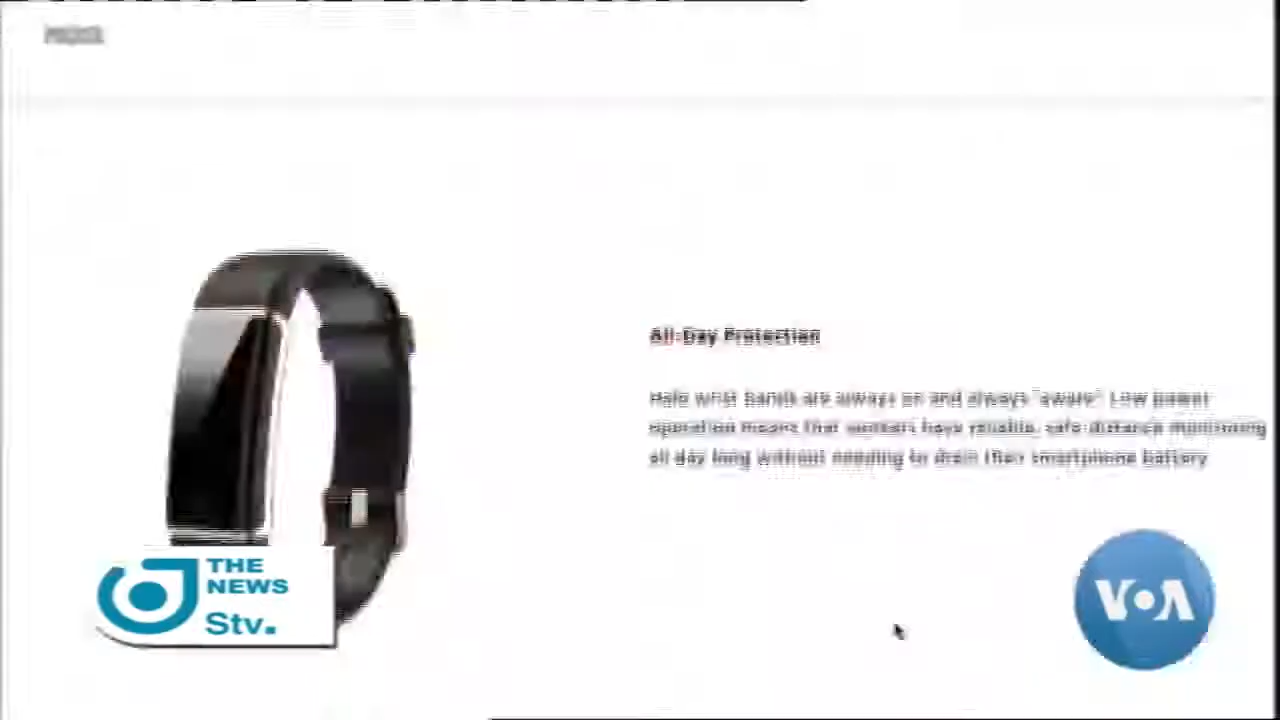 All-Day Protection
Halo wrist bands are always on and always "aware". Low power
operation means that workers have reliable, safe-distance monitoring
all day long without needing to drain their smartphone battery
THE
NEWS
Stv.
VOA